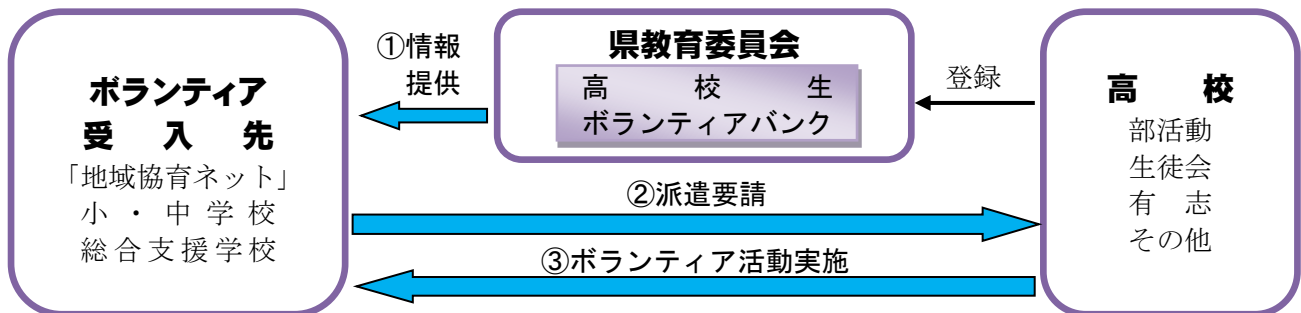 ボランティア
受入先
「地域協育ネット」
小・中学校
総合支援学校
①情報
提供
県教育委員会
高校生
ボランティアバンク
登録
高校
部活動
生徒会
有志
その他
②派遣要請
③ボランティア活動実施